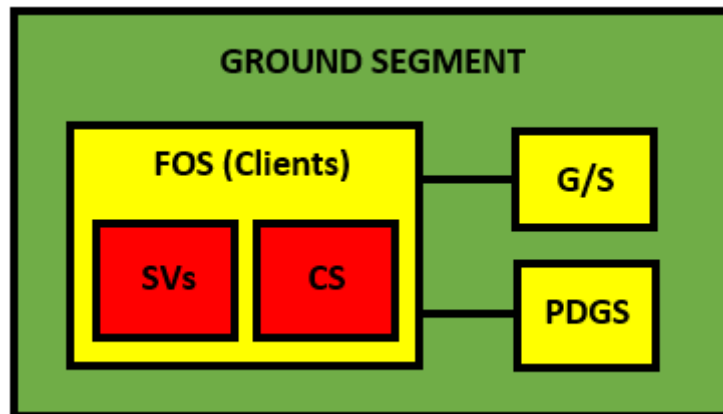 GROUND SEGMENT
FOS (Clients)
G/S
SVs
CS
PDGS